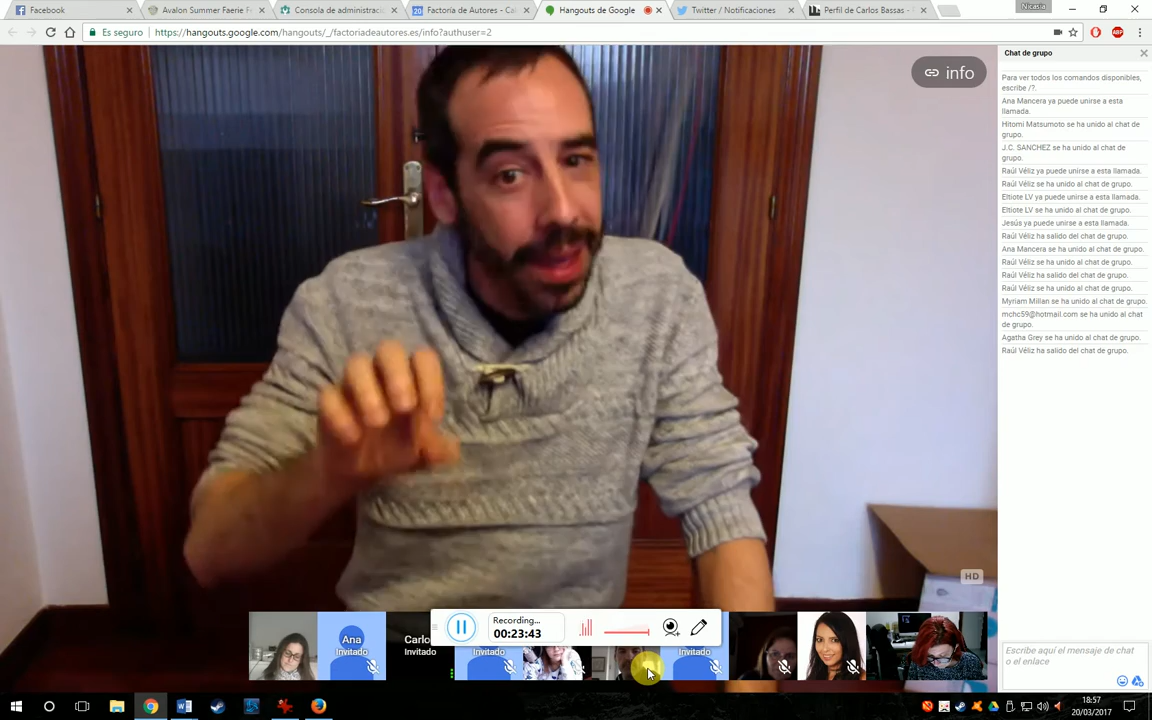 Facebook
Avalon Summer Faerie F
Consola de administrac
20
Factoría de Autores - Ca
Hangouts de Google
Twitter / Notificaciones
Perfil de Carlos Bassas -
Nicasia
Es seguro
https://hangouts.google.com/hangouts/_/factoriadeautores.es/info?authuser=2
ABP
info
Chat de grupo
Para ver todos los comandos disponibles,
escribe /?.
Ana Mancera ya puede unirse a esta
llamada.
Hitomi Matsumoto se ha unido al chat de
grupo.
J.C. SANCHEZ se ha unido al chat de
grupo.
Raúl Véliz ya puede unirse a esta llamada.
Raúl Véliz se ha unido al chat de grupo.
Eltiote LV ya puede unirse a esta llamada.
Eltiote LV se ha unido al chat de grupo.
Jesús ya puede unirse a esta llamada.
Raúl Véliz ha salido del chat de grupo.
Ana Mancera se ha unido al chat de grupo.
Raúl Véliz se ha unido al chat de grupo.
Raúl Véliz ha salido del chat de grupo.
Raúl Véliz se ha unido al chat de grupo.
Myriam Millan se ha unido al chat de grupo.
mchc59@hotmail.com se ha unido al chat
de grupo.
Agatha Grey se ha unido al chat de grupo.
Raúl Véliz ha salido del chat de grupo.
HD
Recording...
00:23:43
Ana
Invitado
Carlo
Invitado
Invitado
Invitado
Escribe aquí el mensaje de chat
o el enlace
18:57
20/03/2017